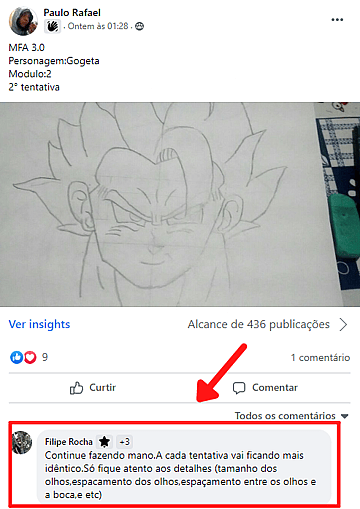 Paulo Rafael
· Ontem às 01:28 ·
MFA 3.0
Personagem:Gogeta
Modulo:2
2° tentativa
Ver insights
Alcance de 436 publicações
9
1 comentário
Curtir
Comentar
Todos os comentários
Filipe Rocha +3
Continue fazendo mano.A cada tentativa vai ficando mais
idêntico.Só fique atento aos detalhes (tamanho dos
olhos,espacamento dos olhos,espaçamento entre os olhos e
a boca,e etc)